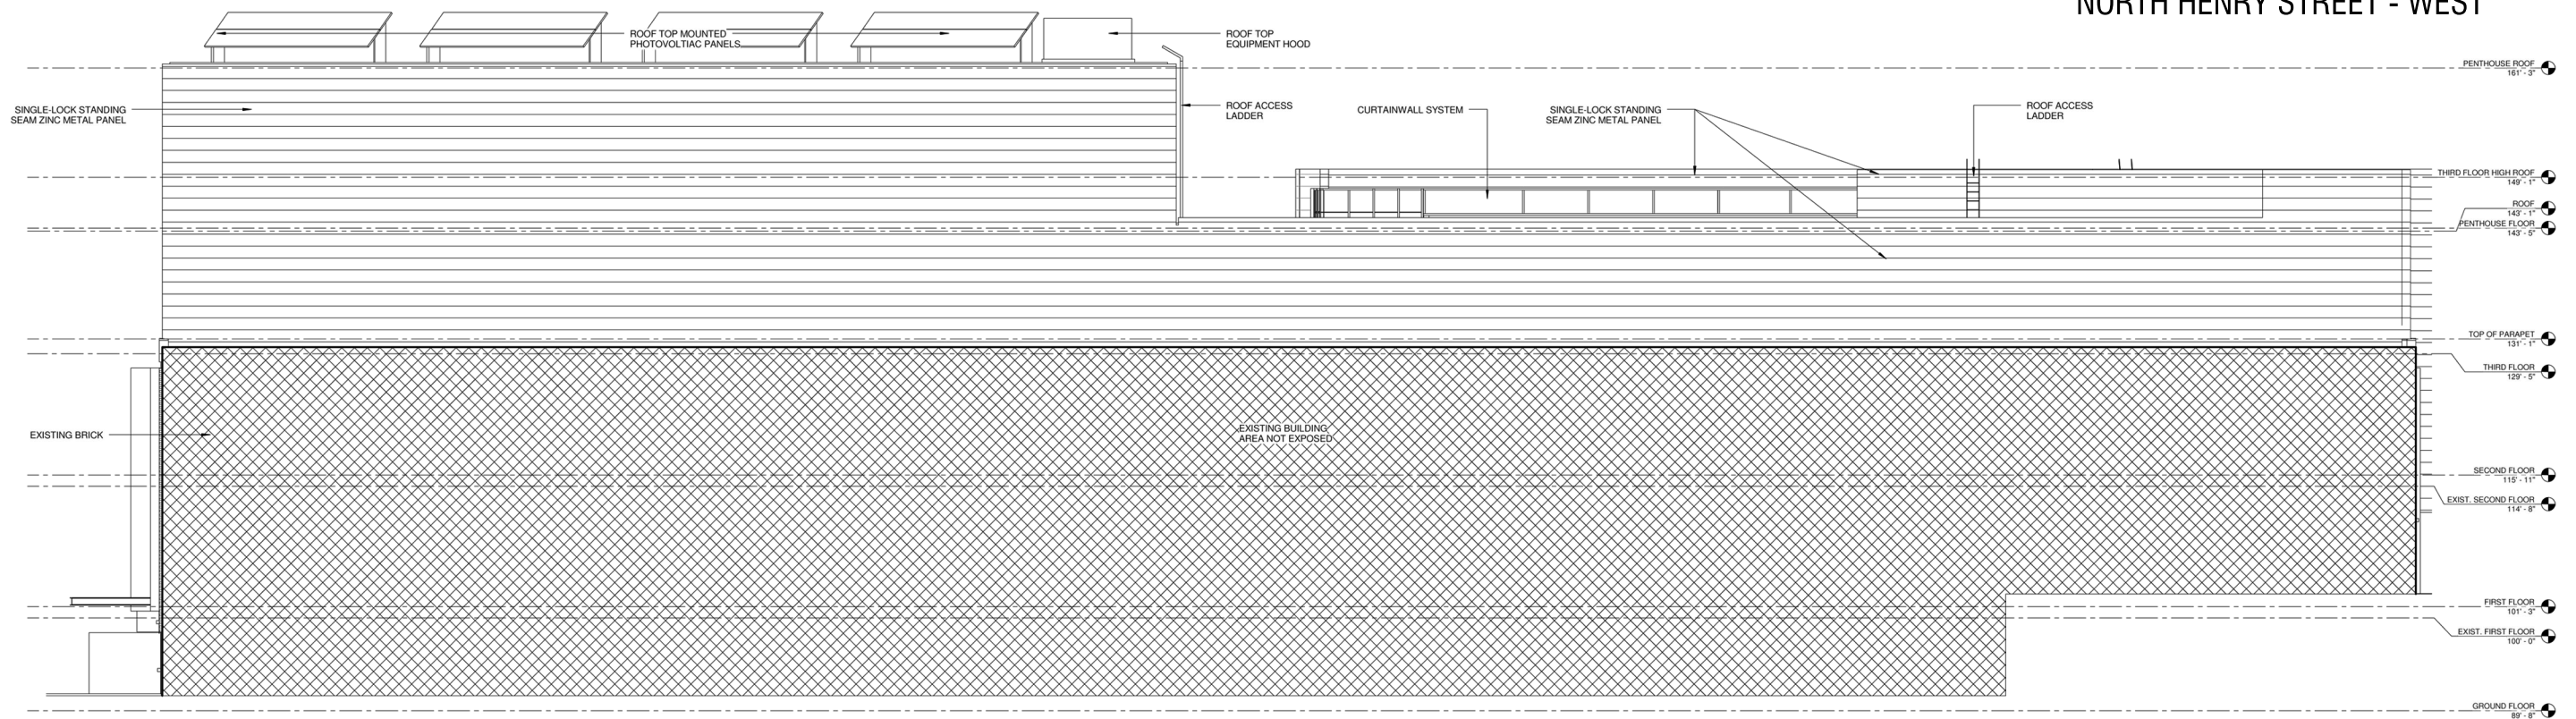 NORTH HENRY STREET - WEST
ROOF TOP MOUNTED
PHOTOVOLTIAC PANELS
ROOF TOP
EQUIPMENT HOOD
PENTHOUSE ROOF
161' - 3"
SINGLE-LOCK STANDING
SEAM ZINC METAL PANEL
ROOF ACCESS
LADDER
CURTAINWALL SYSTEM
SINGLE-LOCK STANDING
SEAM ZINC METAL PANEL
ROOF ACCESS
LADDER
THIRD FLOOR HIGH ROOF
149' - 1"
ROOF
143' - 1"
PENTHOUSE FLOOR
143' - 5"
TOP OF PARAPET
131' - 1"
THIRD FLOOR
129' - 5"
EXISTING BRICK
EXISTING BUILDING
AREA NOT EXPOSED
SECOND FLOOR
115' - 11"
EXIST. SECOND FLOOR
114' - 8"
FIRST FLOOR
101' - 3"
EXIST. FIRST FLOOR
100' - 0"
GROUND FLOOR
89' - 8"